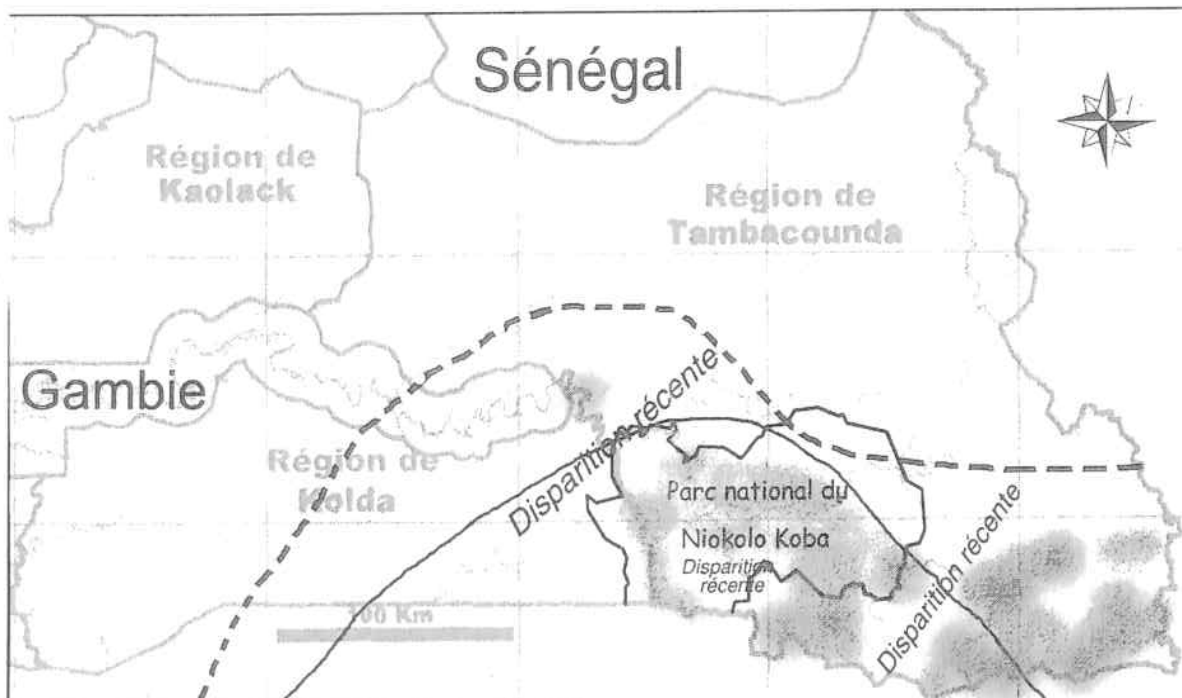 Sénégal
Région de
Kaolack
Région de
Tambacounda
Gambie
Disparition récente
Région de
Kolda
Parc national du
Niokolo Koba
Disparition
récente
Disparition récente
100 Km